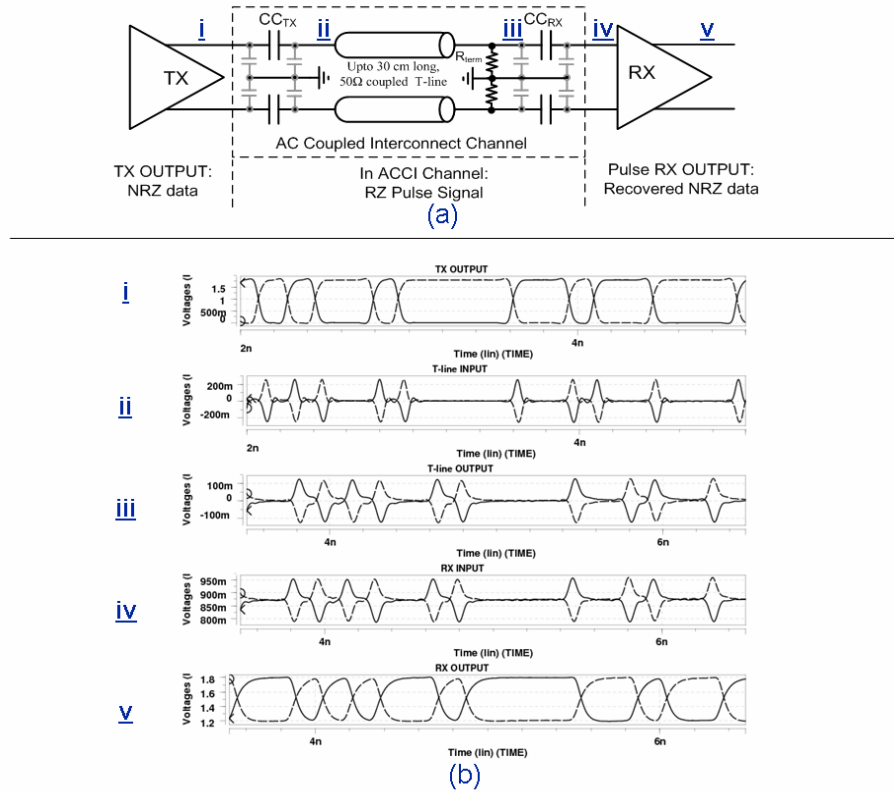 i
CC_TX
ii
iii
CC_RX
iv
v
TX
Upto 30 cm long,
50Ω coupled T-line
R_term
RX
AC Coupled Interconnect Channel
TX OUTPUT:
NRZ data
In ACCI Channel:
RZ Pulse Signal
Pulse RX OUTPUT:
Recovered NRZ data
(a)
i
TX OUTPUT
Voltages (l
1.5
1
500m
0
2n
4n
Time (lin) (TIME)
ii
T-line INPUT
Voltages (l
200m
0
-200m
2n
4n
Time (lin) (TIME)
iii
T-line OUTPUT
Voltages (l
100m
0
-100m
4n
6n
Time (lin) (TIME)
iv
RX INPUT
Voltages (l
950m
900m
850m
800m
4n
6n
Time (lin) (TIME)
v
RX OUTPUT
Voltages (l
1.8
1.6
1.4
1.2
4n
6n
Time (lin) (TIME)
(b)